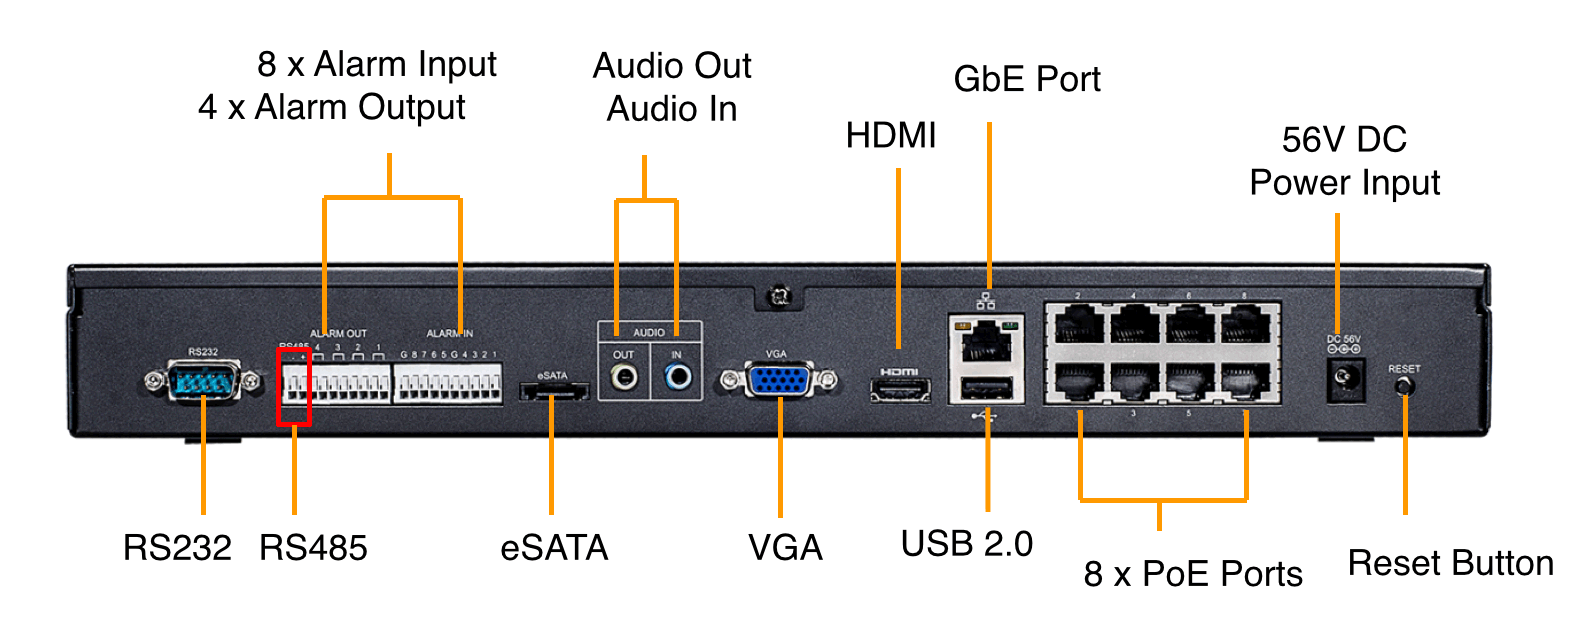 8 x Alarm Input
4 x Alarm Output
Audio Out
Audio In
HDMI
GbE Port
56V DC
Power Input
RS232
RS485
- +
ALARM OUT
4 3 2 1
ALARM IN
G 8 7 6 5 G 4 3 2 1
eSATA
AUDIO
OUT
IN
VGA
HDMI
2 4 6 8
3 5
DC 56V
RESET
RS232
RS485
eSATA
VGA
USB 2.0
8 x PoE Ports
Reset Button